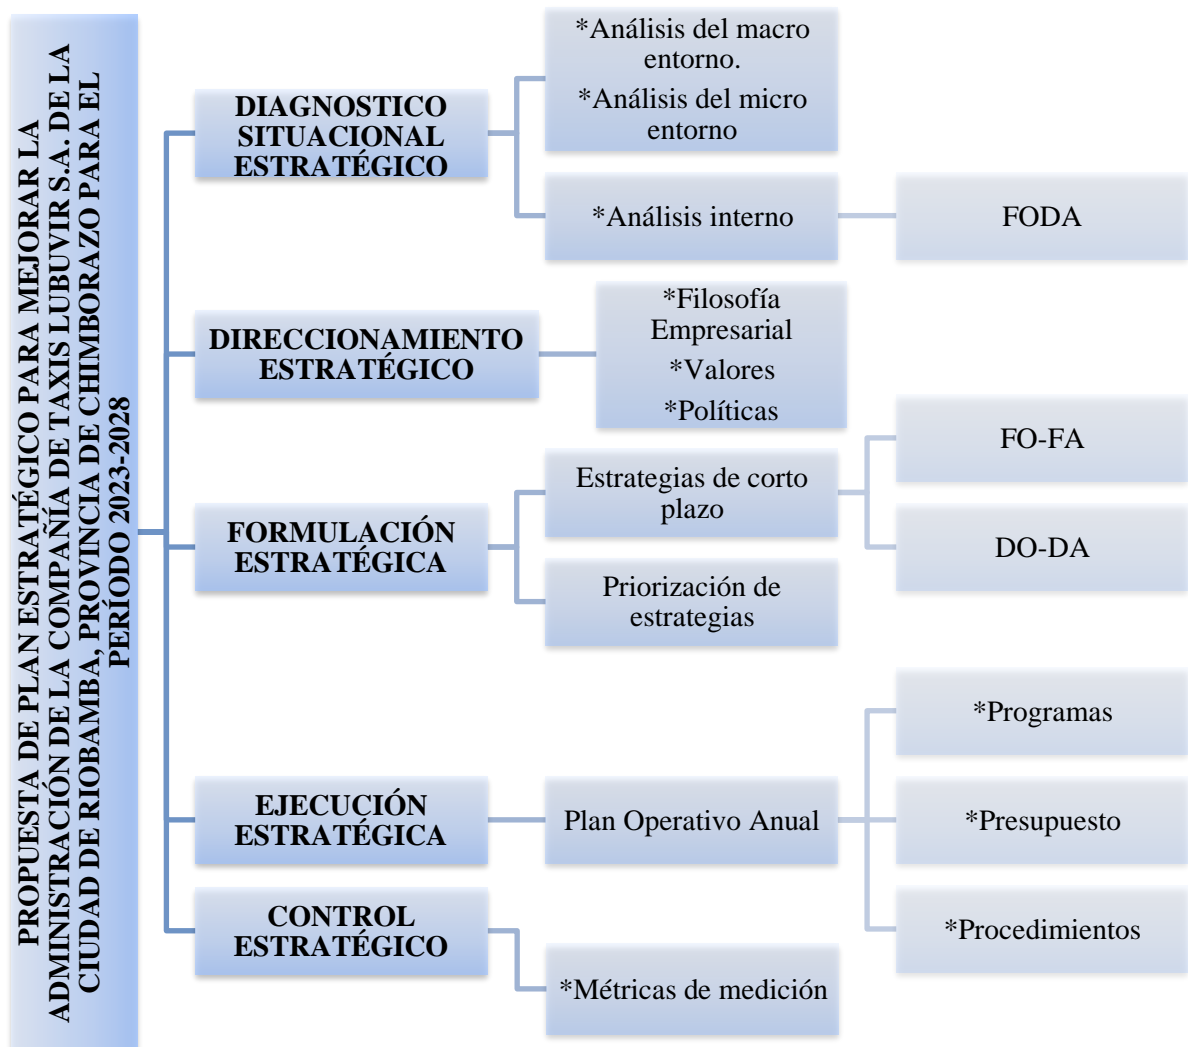 PROPUESTA DE PLAN ESTRATÉGICO PARA MEJORAR LA
ADMINISTRACIÓN DE LA COMPAÑÍA DE TAXIS LUBUVIR S.A. DE LA
CIUDAD DE RIOBAMBA, PROVINCIA DE CHIMBORAZO PARA EL
PERÍODO 2023-2028
DIAGNOSTICO
SITUACIONAL
ESTRATÉGICO
*Análisis del macro
entorno.
*Análisis del micro
entorno
*Análisis interno
FODA
DIRECCIONAMIENTO
ESTRATÉGICO
*Filosofía
Empresarial
*Valores
*Políticas
FORMULACIÓN
ESTRATÉGICA
Estrategias de corto
plazo
FO-FA
DO-DA
Priorización de
estrategias
EJECUCIÓN
ESTRATÉGICA
Plan Operativo Anual
*Programas
*Presupuesto
*Procedimientos
CONTROL
ESTRATÉGICO
*Métricas de medición